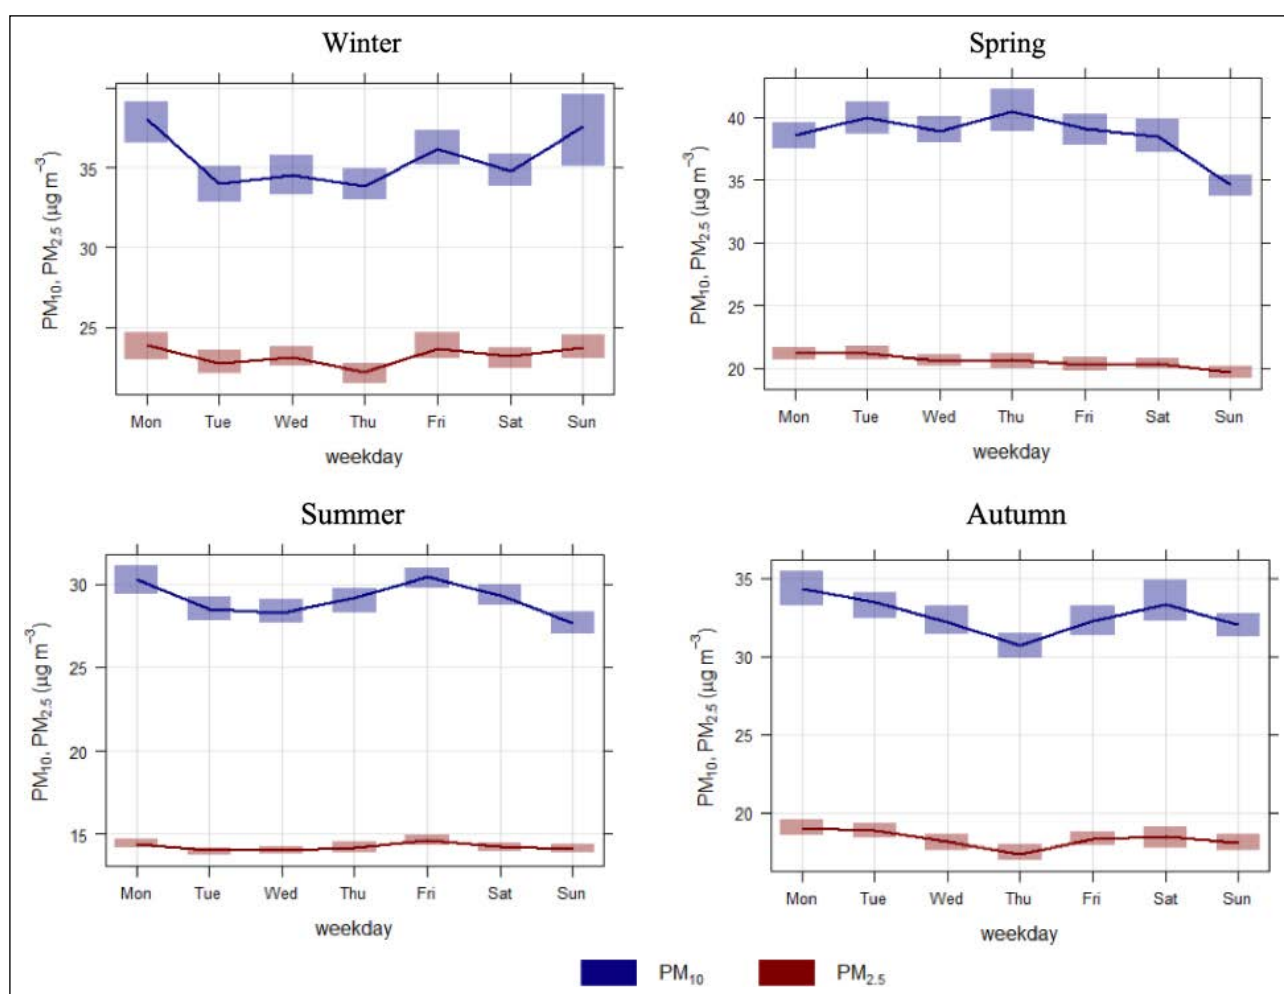 Winter
Spring
PM₁₀, PM₂.₅ (µg m⁻³)
35
30
25
Mon Tue Wed Thu Fri Sat Sun
weekday
PM₁₀, PM₂.₅ (µg m⁻³)
40
35
30
25
20
Mon Tue Wed Thu Fri Sat Sun
weekday
Summer
Autumn
PM₁₀, PM₂.₅ (µg m⁻³)
30
25
20
15
Mon Tue Wed Thu Fri Sat Sun
weekday
PM₁₀, PM₂.₅ (µg m⁻³)
35
30
25
20
Mon Tue Wed Thu Fri Sat Sun
weekday
PM₁₀ PM₂.₅